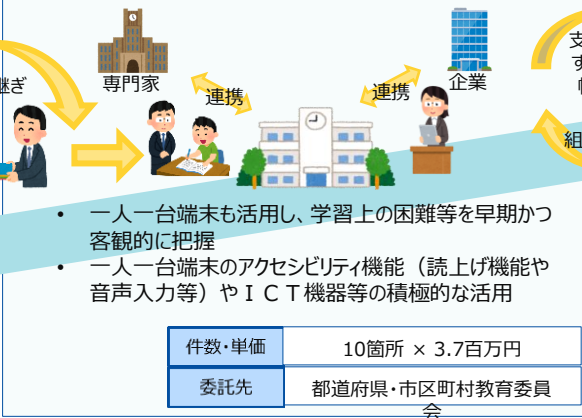 支
す
継ぎ
専門家
連携
連携
企業
組
• 一人一台端末も活用し、学習上の困難等を早期かつ
客観的に把握
• 一人一台端末のアクセシビリティ機能（読上げ機能や
音声入力等）やＩＣＴ機器等の積極的な活用
件数・単価
10箇所 × 3.7百万円
委託先
都道府県・市区町村教育委員
会